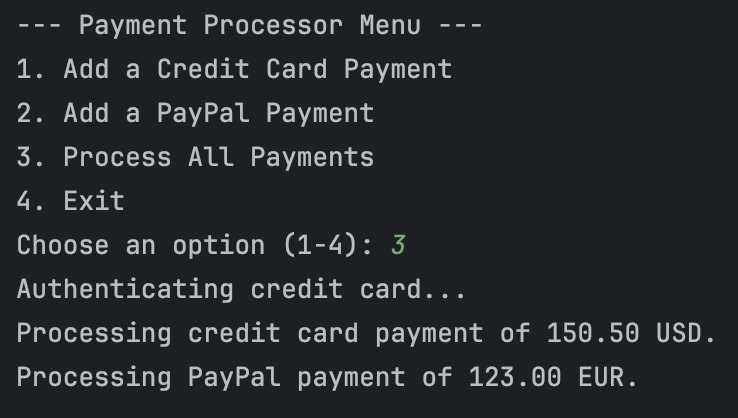 --- Payment Processor Menu ---
1. Add a Credit Card Payment
2. Add a PayPal Payment
3. Process All Payments
4. Exit
Choose an option (1-4): 3
Authenticating credit card...
Processing credit card payment of 150.50 USD.
Processing PayPal payment of 123.00 EUR.